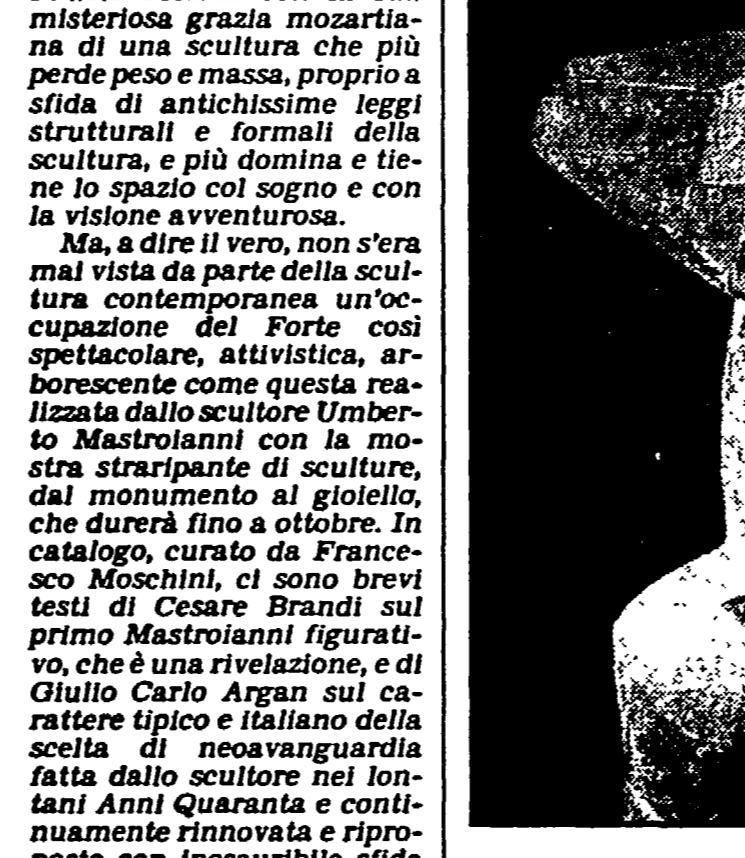 misteriosa grazia mozartia-
na di una scultura che più
perde peso e massa, proprio a
sfida di antichissime leggi
strutturali e formali della
scultura, e più domina e tie-
ne lo spazio col sogno e con
la visione avventurosa.
Ma, a dire il vero, non s'era
mai vista da parte della scul-
tura contemporanea un'oc-
cupazione del Forte così
spettacolare, attivistica, ar-
borescente come questa rea-
lizzata dallo scultore Umber-
to Mastroianni con la mo-
stra straripante di sculture,
dal monumento al gioiello,
che durerà fino a ottobre. In
catalogo, curato da France-
sco Moschini, ci sono brevi
testi di Cesare Brandi sul
primo Mastroianni figurati-
vo, che è una rivelazione, e di
Giulio Carlo Argan sul ca-
rattere tipico e italiano della
scelta di neoavanguardia
fatta dallo scultore nei lon-
tani Anni Quaranta e conti-
nuamente rinnovata e ripro-
posta con inesauribile sfida